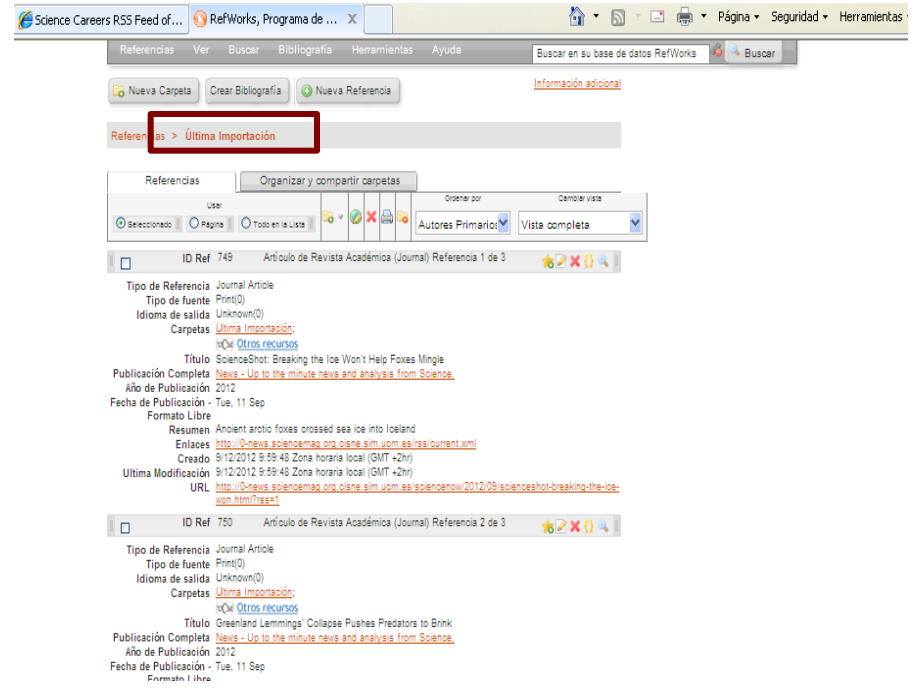 Science Careers RSS Feed of... RefWorks, Programa de ... X Página Seguridad Herramientas
Referencias Ver Buscar Bibliografía Herramientas Ayuda Buscar en su base de datos RefWorks Buscar
Nueva Carpeta Crear Bibliografía Nueva Referencia Información adicional
Referencias > Última Importación
Referencias Organizar y compartir carpetas
Usar Ordenar por Cambiar vista
Seleccionado Página Todo en la Lista Autores Primarios Vista completa
ID Ref 749 Artículo de Revista Académica (Journal) Referencia 1 de 3
Tipo de Referencia Journal Article
Tipo de fuente Print(0)
Idioma de salida Unknown(0)
Carpetas Última Importación;
Otros recursos
Título ScienceShot: Breaking the Ice Won't Help Foxes Mingle
Publicación Completa News - Up to the minute news and analysis from Science.
Año de Publicación 2012
Fecha de Publicación - Tue, 11 Sep
Formato Libre
Resumen Ancient arctic foxes crossed sea ice into Iceland
Enlaces http://0-news.sciencemag.org.cisne.sim.ucm.es/rss/current.xml
Creado 9/12/2012 9:59:48 Zona horaria local (GMT +2hr)
Ultima Modificación 9/12/2012 9:59:48 Zona horaria local (GMT +2hr)
URL http://0-news.sciencemag.org.cisne.sim.ucm.es/sciencenow/2012/09/scienceshot-breaking-the-ice-
won.html?rss=1
ID Ref 750 Artículo de Revista Académica (Journal) Referencia 2 de 3
Tipo de Referencia Journal Article
Tipo de fuente Print(0)
Idioma de salida Unknown(0)
Carpetas Última Importación;
Otros recursos
Título Greenland Lemmings' Collapse Pushes Predators to Brink
Publicación Completa News - Up to the minute news and analysis from Science.
Año de Publicación 2012
Fecha de Publicación - Tue, 11 Sep
Formato Libre